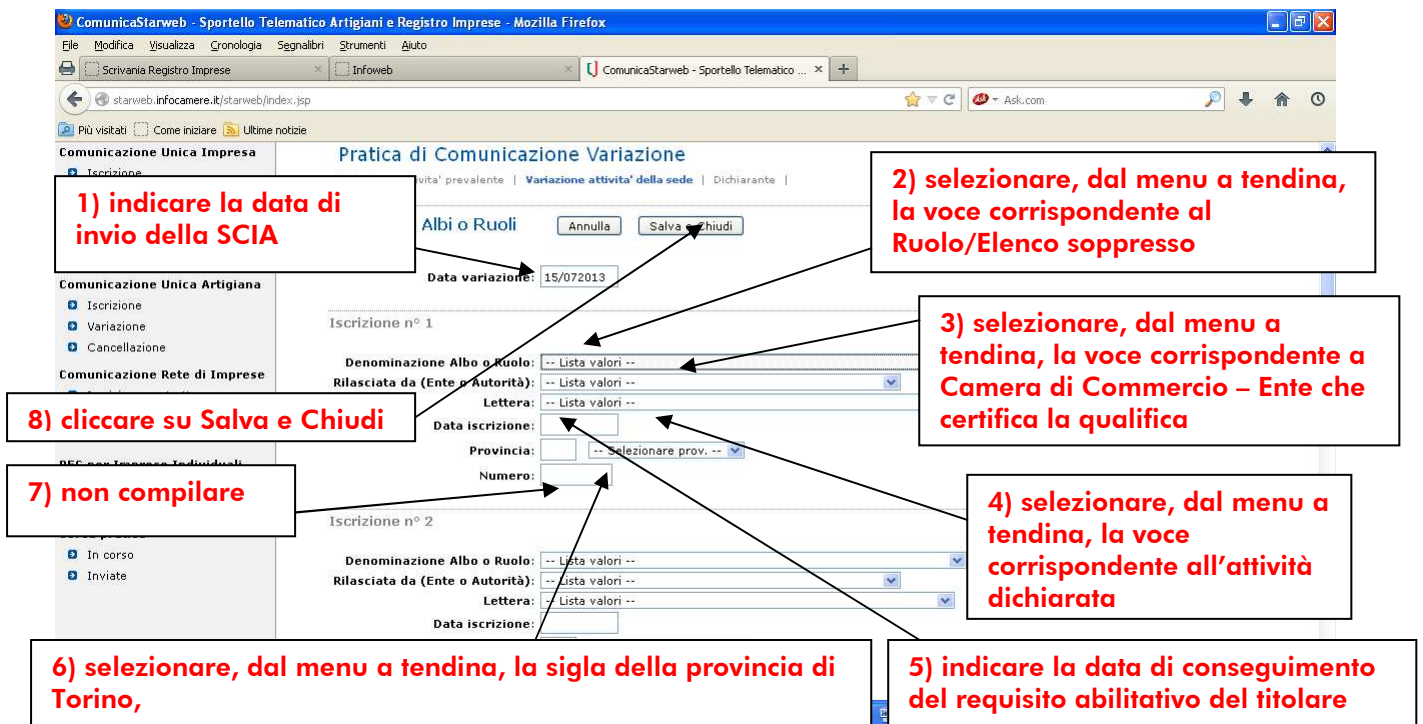 ComunicaStarweb - Sportello Telematico Artigiani e Registro Imprese - Mozilla Firefox
File Modifica Visualizza Cronologia Segnalibri Strumenti Aiuto
Scrivania Registro Imprese
Infoweb
ComunicaStarweb - Sportello Telematico ...
starweb.infocamere.it/starweb/index.jsp
Ask.com
Più visitati Come iniziare Ultime notizie
Comunicazione Unica Impresa
Iscrizione
Pratica di Comunicazione Variazione
prevalente | Variazione attivita' della sede | Dichiarante |
1) indicare la data di
invio della SCIA
Albi o Ruoli Annulla Salva e Chiudi
2) selezionare, dal menu a tendina,
la voce corrispondente al
Ruolo/Elenco soppresso
Data variazione: 15/072013
Comunicazione Unica Artigiana
Iscrizione
Variazione
Cancellazione
Comunicazione Rete di Imprese
Iscrizione n° 1
Denominazione Albo o Ruolo: -- Lista valori --
Rilasciata da (Ente o Autorità): -- Lista valori --
Lettera: -- Lista valori --
Data iscrizione:
Provincia: -- Selezionare prov. --
Numero:
3) selezionare, dal menu a
tendina, la voce corrispondente a
Camera di Commercio – Ente che
certifica la qualifica
8) cliccare su Salva e Chiudi
7) non compilare
4) selezionare, dal menu a
tendina, la voce
corrispondente all’attività
dichiarata
In corso
Inviate
Iscrizione n° 2
Denominazione Albo o Ruolo: -- Lista valori --
Rilasciata da (Ente o Autorità): -- Lista valori --
Lettera: -- Lista valori --
Data iscrizione:
6) selezionare, dal menu a tendina, la sigla della provincia di
Torino,
5) indicare la data di conseguimento
del requisito abilitativo del titolare